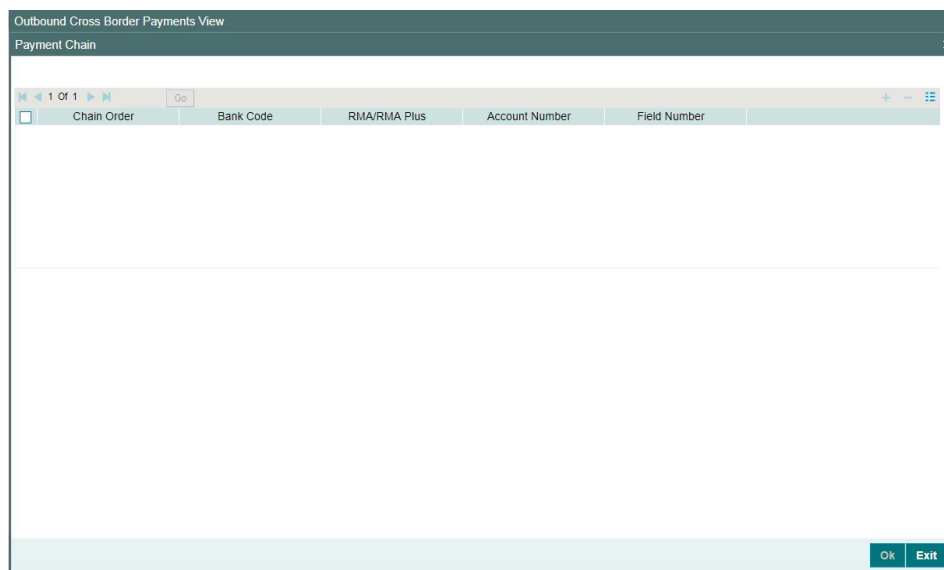 Outbound Cross Border Payments View
Payment Chain
1 Of 1 Go
Chain Order Bank Code RMA/RMA Plus Account Number Field Number
Ok Exit